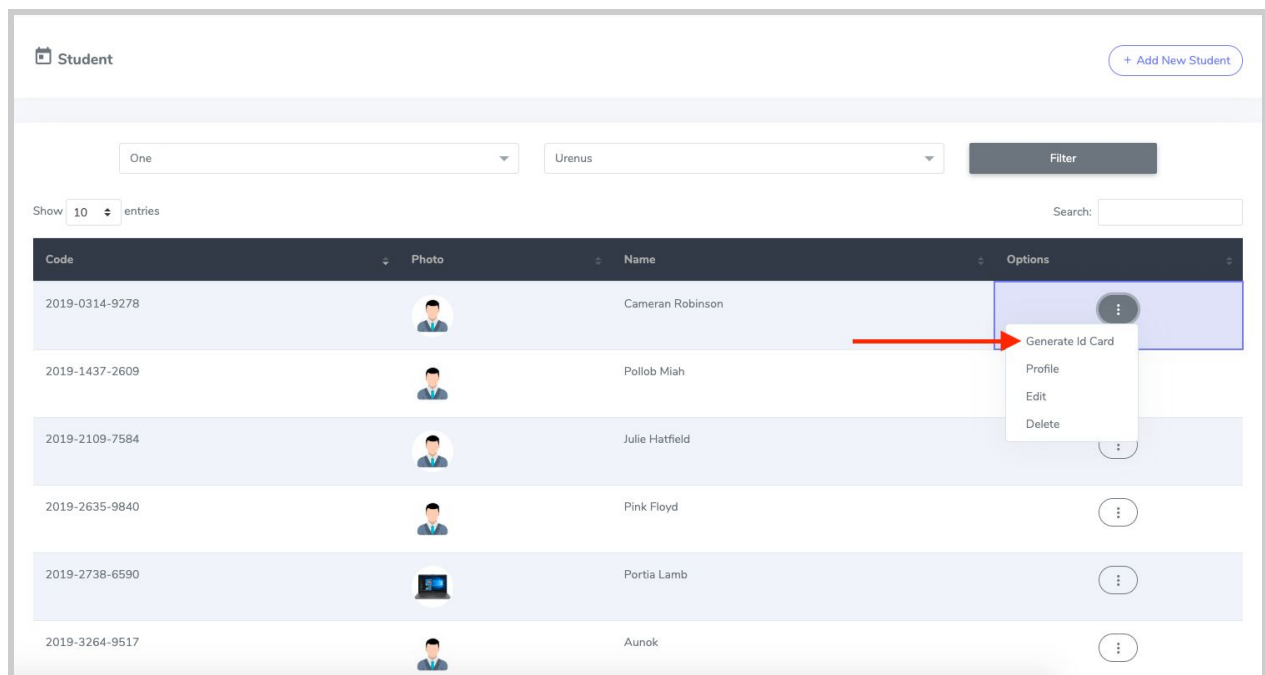 Student
+ Add New Student
One
Urenus
Filter
Show 10 entries
Search:
Code Photo Name Options
2019-0314-9278 Cameran Robinson
Generate Id Card
2019-1437-2609 Pollob Miah
Profile
Edit
Delete
2019-2109-7584 Julie Hatfield
2019-2635-9840 Pink Floyd
2019-2738-6590 Portia Lamb
2019-3264-9517 Aunok